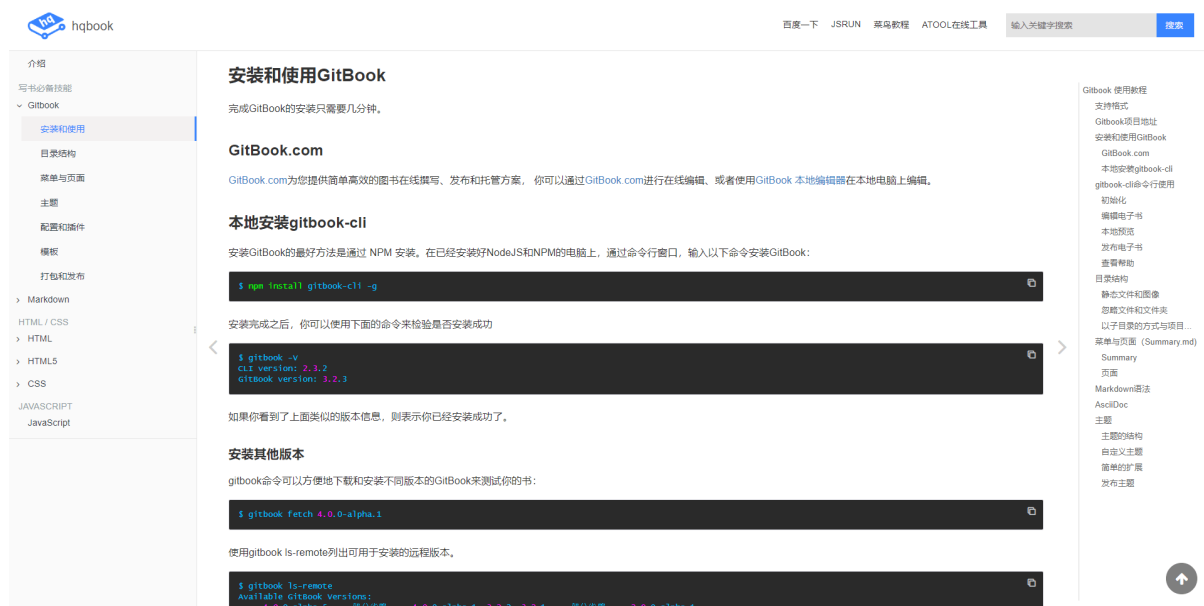 hqbook
百度一下 JSRUN 菜鸟教程 ATOOL在线工具 输入关键字搜索 搜索
介绍
写书必备技能
Gitbook
安装和使用
目录结构
菜单与页面
主题
配置和插件
模板
打包和发布
Markdown
HTML / CSS
HTML
HTML5
CSS
JAVASCRIPT
JavaScript
安装和使用GitBook
完成GitBook的安装只需要几分钟。
GitBook.com
GitBook.com为您提供简单高效的图书在线撰写、发布和托管方案， 你可以通过GitBook.com进行在线编辑、或者使用GitBook 本地编辑器在本地电脑上编辑。
本地安装gitbook-cli
安装GitBook的最好方法是通过 NPM 安装。在已经安装好NodeJS和NPM的电脑上，通过命令行窗口，输入以下命令安装GitBook：
$ npm install gitbook-cli -g
安装完成之后，你可以使用下面的命令来检验是否安装成功
$ gitbook -V
CLI version: 2.3.2
GitBook version: 3.2.3
如果你看到了上面类似的版本信息，则表示你已经安装成功了。
安装其他版本
gitbook命令可以方便地下载和安装不同版本的GitBook来测试你的书：
$ gitbook fetch 4.0.0-alpha.1
使用gitbook ls-remote列出可用于安装的远程版本。
$ gitbook ls-remote
Available GitBook Versions:
Gitbook 使用教程
支持格式
Gitbook项目地址
安装和使用GitBook
GitBook.com
本地安装gitbook-cli
gitbook-cli命令行使用
初始化
编辑电子书
本地预览
发布电子书
查看帮助
目录结构
静态文件和图像
忽略文件和文件夹
以子目录的方式与项目...
菜单与页面（Summary.md)
Summary
页面
Markdown语法
AsciiDoc
主题
主题的结构
自定义主题
简单的扩展
发布主题